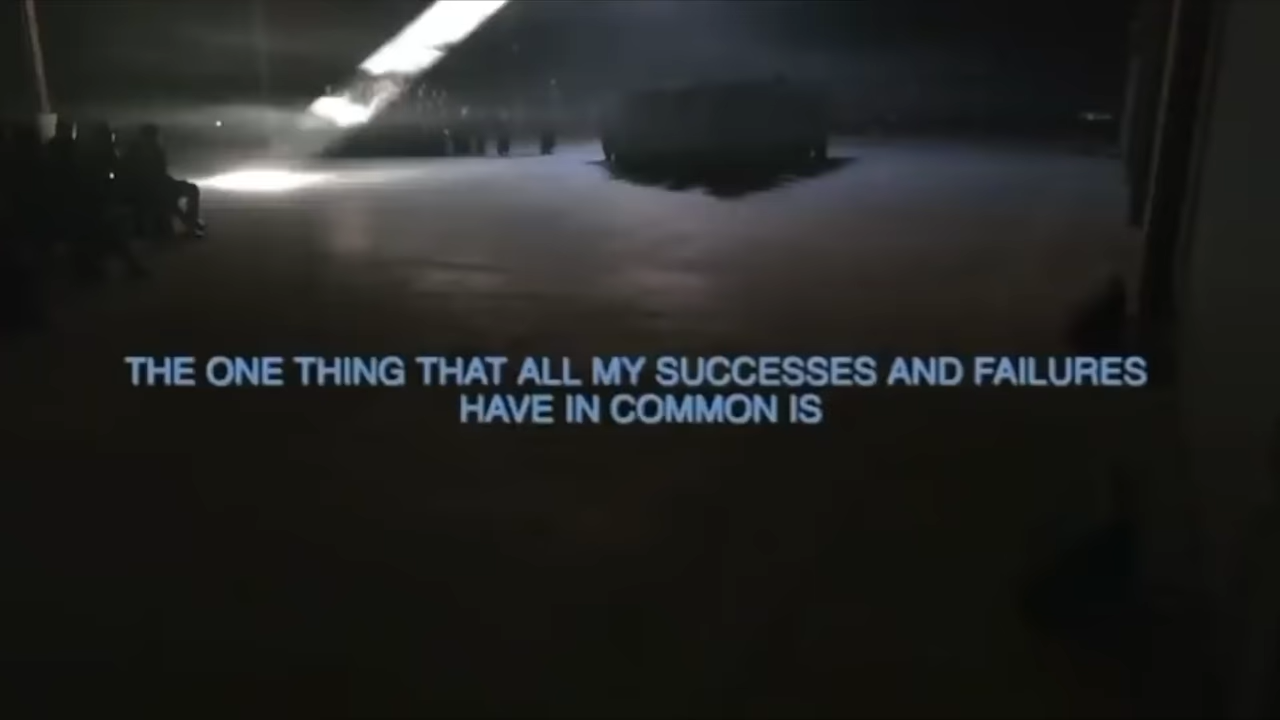 THE ONE THING THAT ALL MY SUCCESSES AND FAILURES
HAVE IN COMMON IS